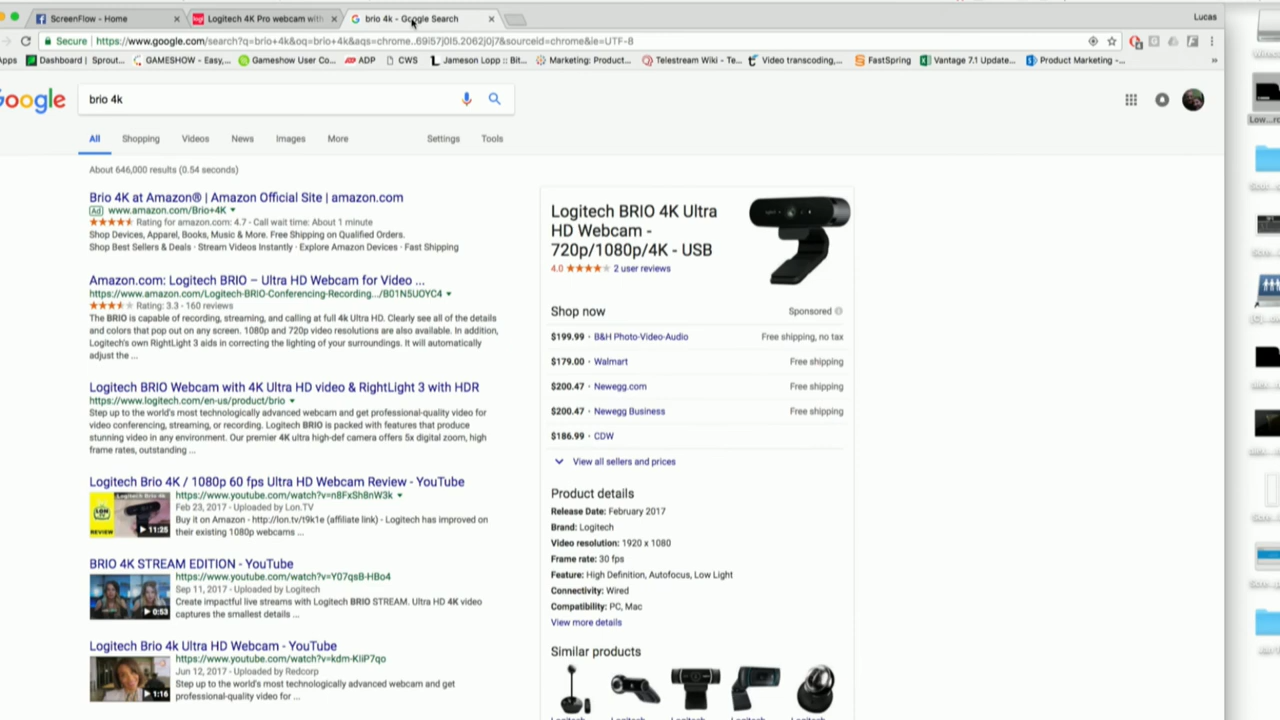 ScreenFlow - Home
Logitech 4K Pro webcam with
brio 4k - Google Search
Lucas
Secure
https://www.google.com/search?q=brio+4k&oq=brio+4k&aqs=chrome..69i57j0l5.2062j0j7&sourceid=chrome&ie=UTF-8
Apps
Dashboard | Sprout...
GAMESHOW - Easy,...
Gameshow User Co...
ADP
CWS
Jameson Lopp :: Bit...
Marketing: Product...
Telestream Wiki - Te...
Video transcoding,...
FastSpring
Vantage 7.1 Update...
Product Marketing -...
Google
brio 4k
All
Shopping
Videos
News
Images
More
Settings
Tools
About 646,000 results (0.54 seconds)
Brio 4K at Amazon® | Amazon Official Site | amazon.com
Ad www.amazon.com/Brio+4K
Rating for amazon.com: 4.7 - Call wait time: About 1 minute
Shop Devices, Apparel, Books, Music & More. Free Shipping on Qualified Orders.
Shop Best Sellers & Deals · Stream Videos Instantly · Explore Amazon Devices · Fast Shipping
Amazon.com: Logitech BRIO – Ultra HD Webcam for Video ...
https://www.amazon.com/Logitech-BRIO-Conferencing-Recording.../B01N5UOYC4
Rating: 3.3 - 160 reviews
The BRIO is capable of recording, streaming, and calling at full 4k Ultra HD. Clearly see all of the details
and colors that pop out on any screen. 1080p and 720p video resolutions are also available. In addition,
Logitech's own RightLight 3 aids in correcting the lighting of your surroundings. It will automatically
adjust the ...
Logitech BRIO Webcam with 4K Ultra HD video & RightLight 3 with HDR
https://www.logitech.com/en-us/product/brio
Step up to the world's most technologically advanced webcam and get professional-quality video for
video conferencing, streaming, or recording. Logitech BRIO is packed with features that produce
stunning video in any environment. Our premier 4K ultra high-def camera offers 5x digital zoom, high
frame rates, outstanding ...
Logitech Brio 4K / 1080p 60 fps Ultra HD Webcam Review - YouTube
https://www.youtube.com/watch?v=n8FxSh8nW3k
Feb 23, 2017 - Uploaded by Lon.TV
Buy it on Amazon - http://lon.tv/t9k1e (affiliate link) - Logitech has improved on
their existing 1080p webcams ...
REVIEW
11:25
BRIO 4K STREAM EDITION - YouTube
https://www.youtube.com/watch?v=Y07qsB-HBo4
Sep 11, 2017 - Uploaded by Logitech
Create impactful live streams with Logitech BRIO STREAM. Ultra HD 4K video
captures the smallest details ...
0:53
Logitech Brio 4k Ultra HD Webcam - YouTube
https://www.youtube.com/watch?v=kdm-KIiP7qo
Jun 12, 2017 - Uploaded by Redcorp
Step up to the world's most technologically advanced webcam and get
professional-quality video for ...
1:16
Logitech BRIO 4K Ultra
HD Webcam -
720p/1080p/4K - USB
4.0 2 user reviews
Shop now
Sponsored
$199.99 · B&H Photo-Video-Audio Free shipping, no tax
$179.00 · Walmart Free shipping
$200.47 · Newegg.com Free shipping
$200.47 · Newegg Business Free shipping
$186.99 · CDW
View all sellers and prices
Product details
Release Date: February 2017
Brand: Logitech
Video resolution: 1920 x 1080
Frame rate: 30 fps
Feature: High Definition, Autofocus, Low Light
Connectivity: Wired
Compatibility: PC, Mac
View more details
Similar products
Logitech Logitech Logitech Logitech Logitech